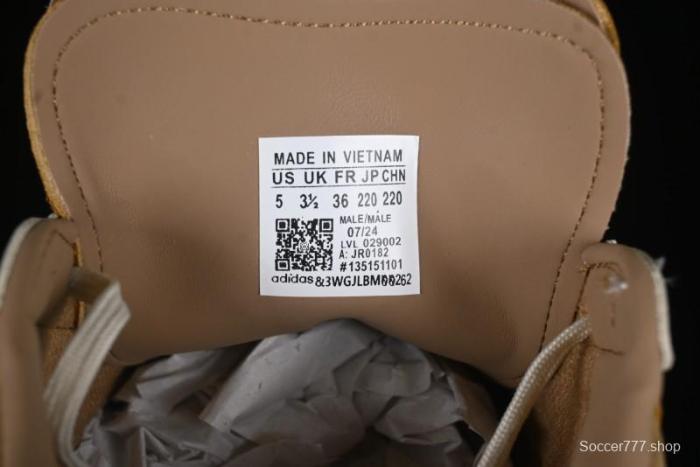 MADE IN VIETNAM
US UK FR JP CHN
5 3½ 36 220 220
MALE/MÂLE
07/24
LVL 029002
A: JR0182
#135151101
adidas
Soccer777.shop